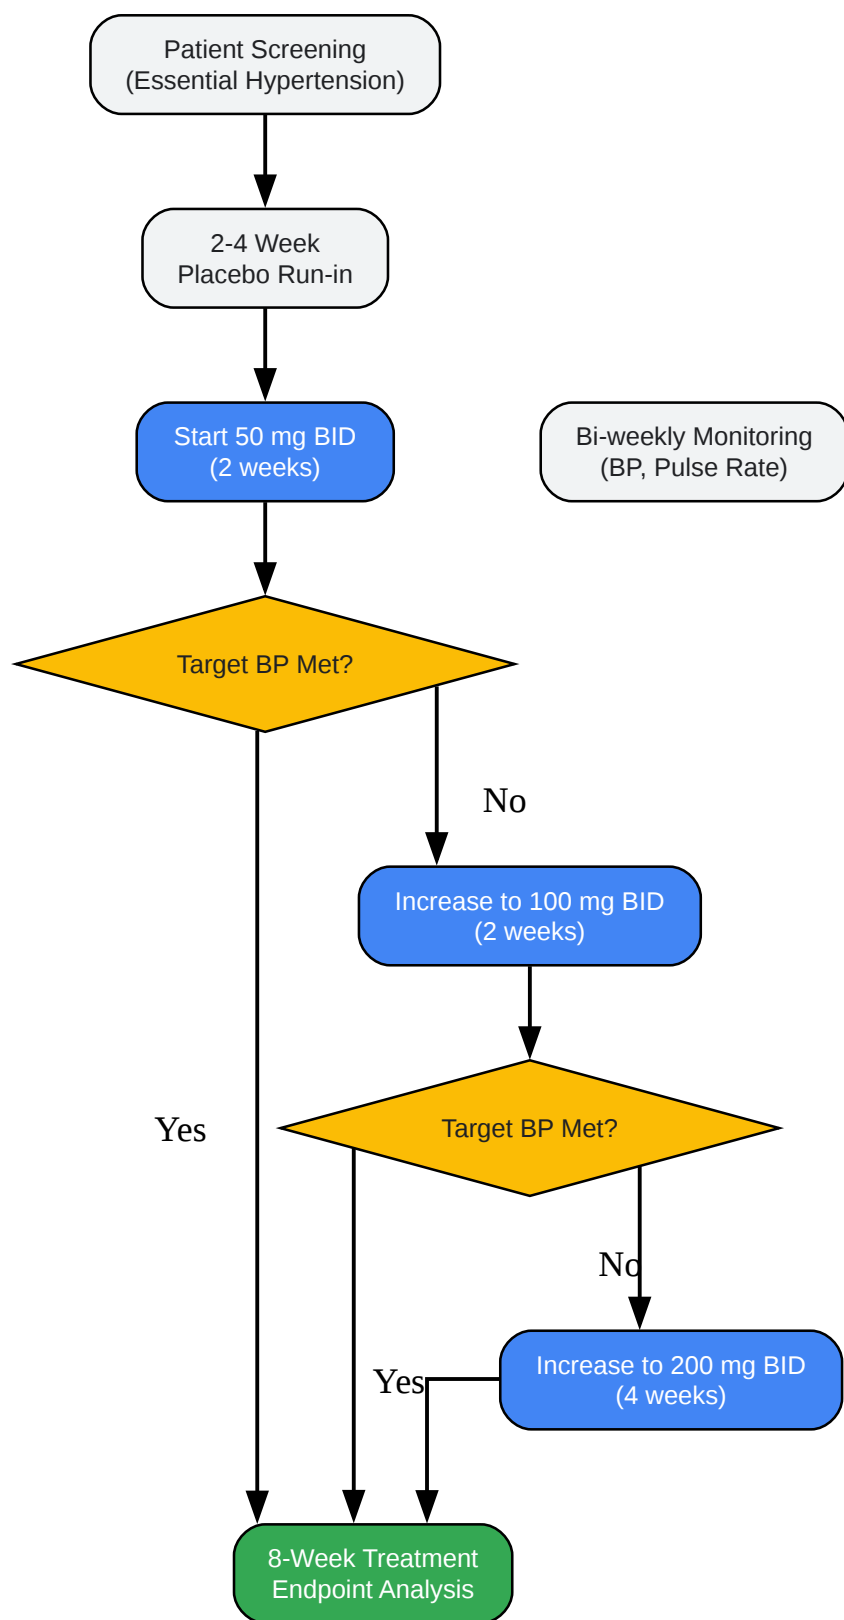 Patient Screening
(Essential Hypertension)
2-4 Week
Placebo Run-in
Start 50 mg BID
(2 weeks)
Bi-weekly Monitoring
(BP, Pulse Rate)
Target BP Met?
No
Increase to 100 mg BID
(2 weeks)
Yes
Target BP Met?
No
Increase to 200 mg BID
(4 weeks)
Yes
8-Week Treatment
Endpoint Analysis